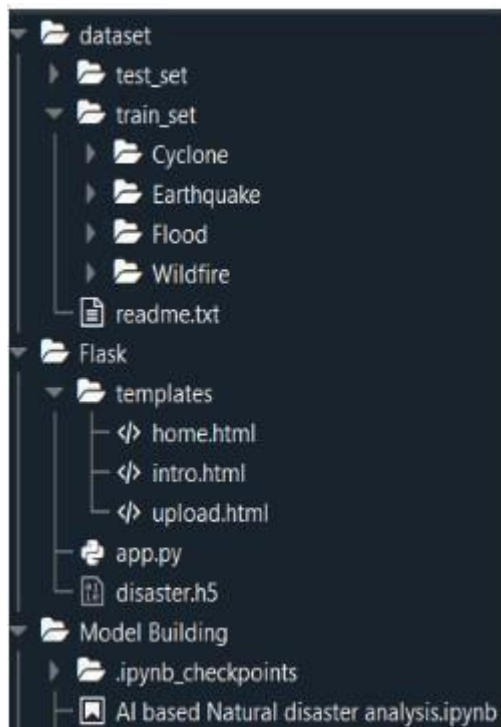 dataset
test_set
train_set
Cyclone
Earthquake
Flood
Wildfire
readme.txt
Flask
templates
home.html
intro.html
upload.html
app.py
disaster.h5
Model Building
.ipynb_checkpoints
AI based Natural disaster analysis.ipynb